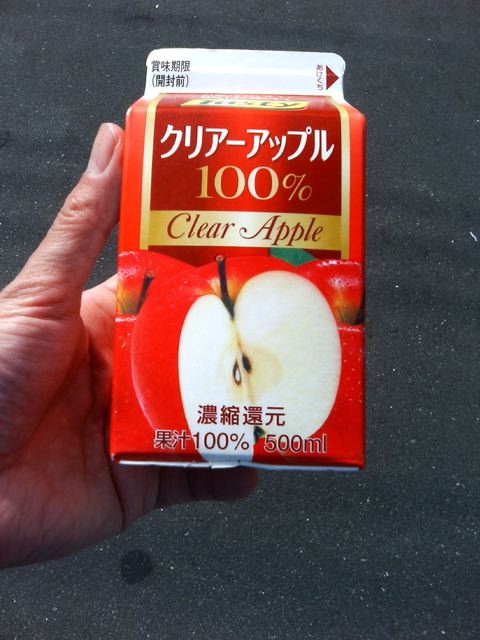 賞味期限
(開封前)
あけくち
クリアーアップル
100%
Clear Apple
濃縮還元
果汁100% 500ml